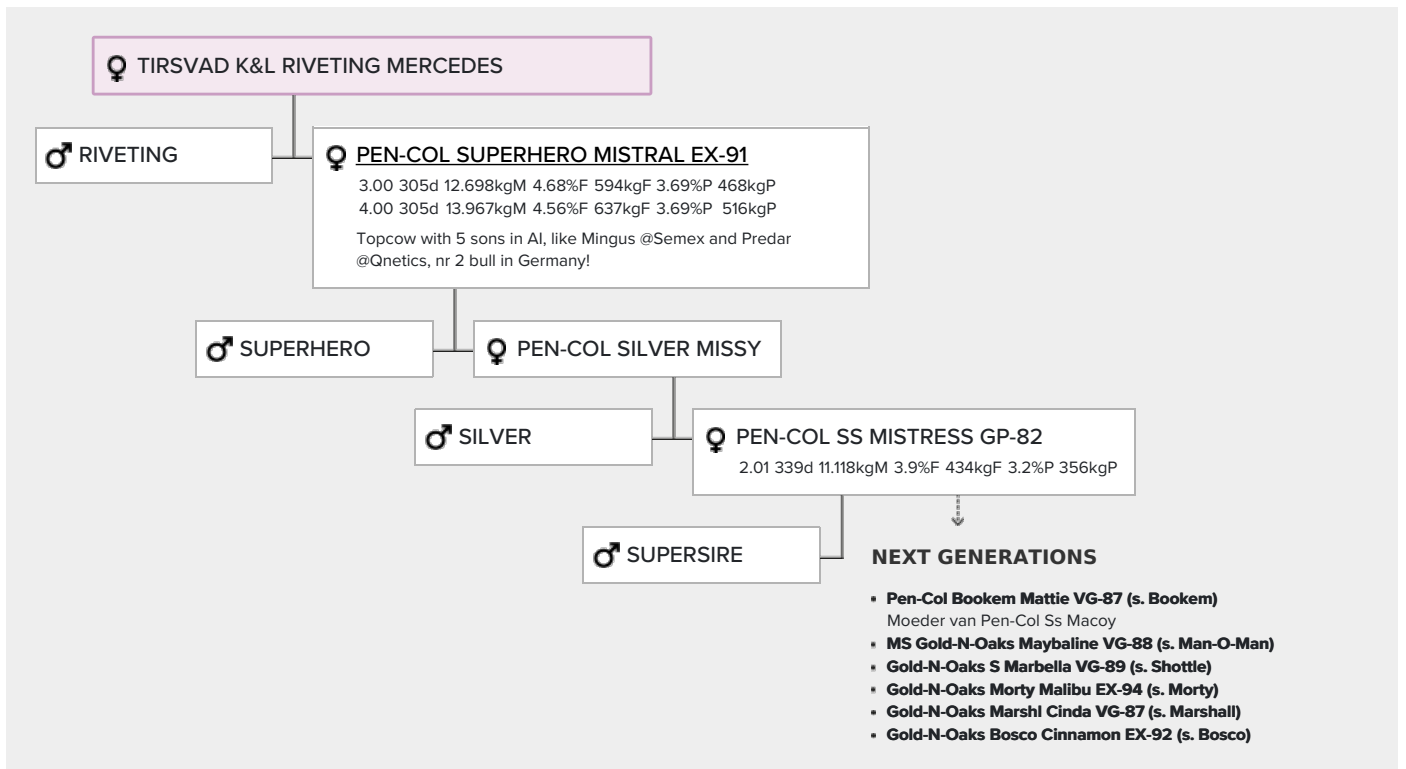 TIRSVAD K&L RIVETING MERCEDES
RIVETING
PEN-COL SUPERHERO MISTRAL EX-91
3.00 305d 12.698kgM 4.68%F 594kgF 3.69%P 468kgP
4.00 305d 13.967kgM 4.56%F 637kgF 3.69%P 516kgP
Topcow with 5 sons in AI, like Mingus @Semex and Predar
@Qnetics, nr 2 bull in Germany!
SUPERHERO
PEN-COL SILVER MISSY
SILVER
PEN-COL SS MISTRESS GP-82
2.01 339d 11.118kgM 3.9%F 434kgF 3.2%P 356kgP
SUPERSIRE
NEXT GENERATIONS
Pen-Col Bookem Mattie VG-87 (s. Bookem)
Moeder van Pen-Col Ss Macoy
MS Gold-N-Oaks Maybaline VG-88 (s. Man-O-Man)
Gold-N-Oaks S Marbella VG-89 (s. Shottle)
Gold-N-Oaks Morty Malibu EX-94 (s. Morty)
Gold-N-Oaks Marshl Cinda VG-87 (s. Marshall)
Gold-N-Oaks Bosco Cinnamon EX-92 (s. Bosco)